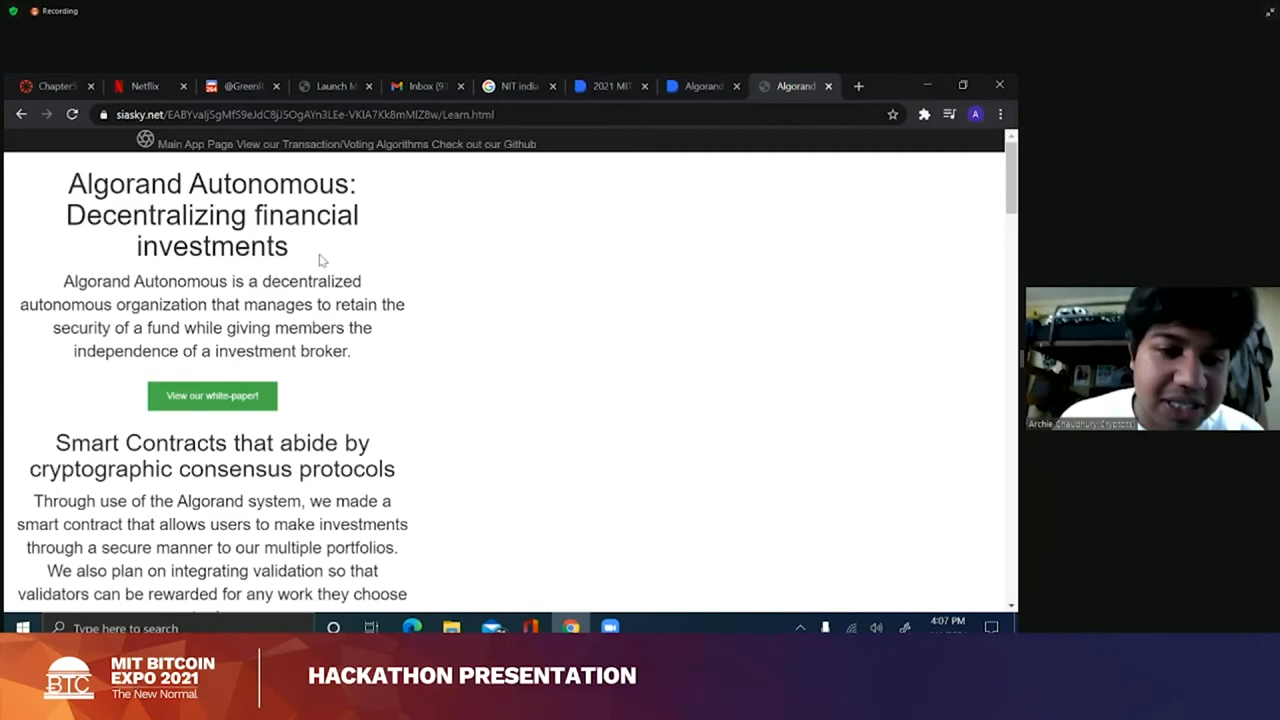 Recording
Chapter5
Netflix
@GreenR
Launch M
Inbox (93
NIT india
2021 MIT
Algorand
Algorand
siasky.net/
/Learn.html
A
Main App Page View our Transaction/Voting Algorithms Check out our Github
Algorand Autonomous:
Decentralizing financial
investments
Algorand Autonomous is a decentralized
autonomous organization that manages to retain the
security of a fund while giving members the
independence of a investment broker.
View our white-paper!
Smart Contracts that abide by
cryptographic consensus protocols
Through use of the Algorand system, we made a
smart contract that allows users to make investments
through a secure manner to our multiple portfolios.
We also plan on integrating validation so that
validators can be rewarded for any work they choose
Archie Chaudhury
Type here to search
4:07 PM
BTC
MIT BITCOIN
EXPO 2021
The New Normal
HACKATHON PRESENTATION